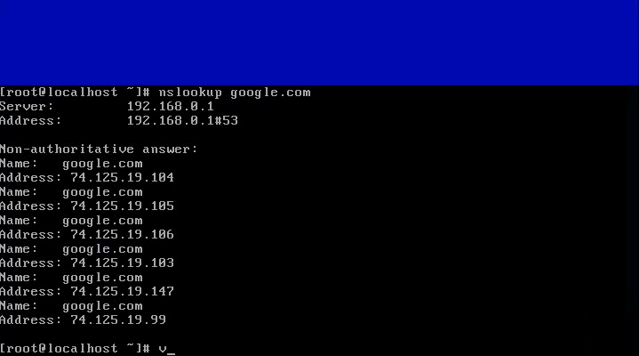 [root@localhost ~]# nslookup google.com
Server:         192.168.0.1
Address:        192.168.0.1#53

Non-authoritative answer:
Name:   google.com
Address: 74.125.19.104
Name:   google.com
Address: 74.125.19.105
Name:   google.com
Address: 74.125.19.106
Name:   google.com
Address: 74.125.19.103
Name:   google.com
Address: 74.125.19.147
Name:   google.com
Address: 74.125.19.99

[root@localhost ~]# v_